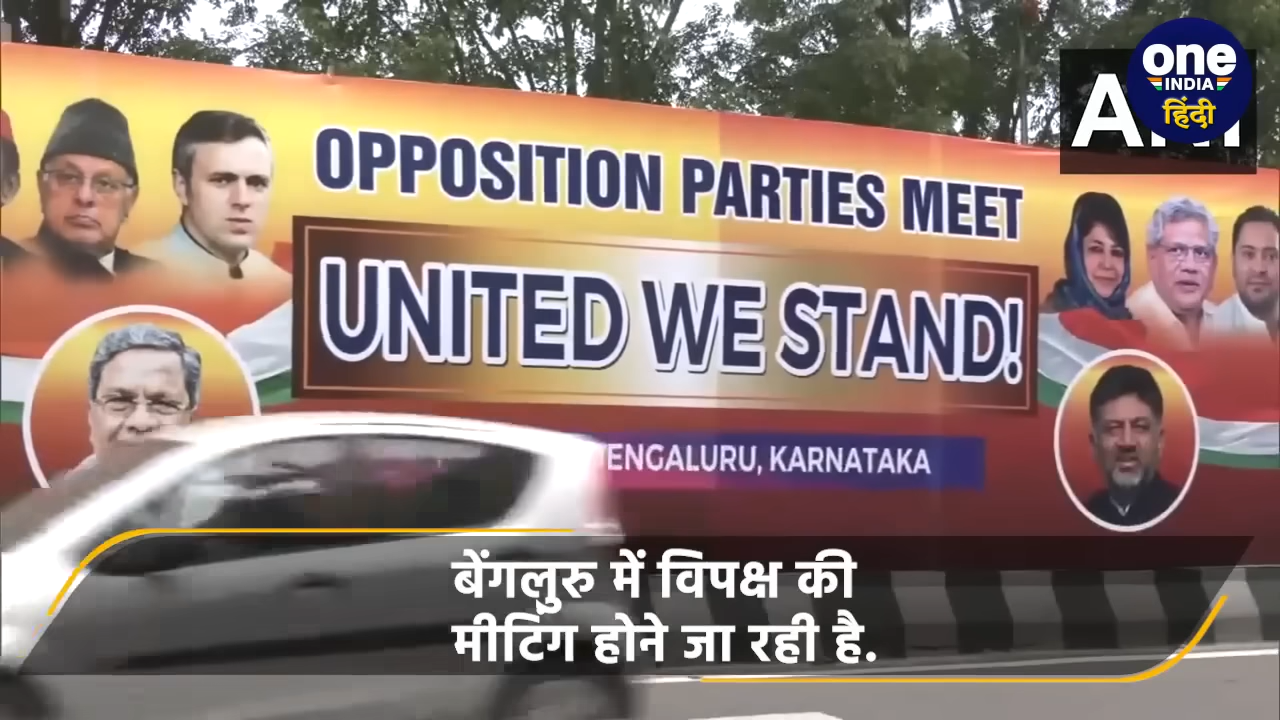 one
INDIA
हिंदी
OPPOSITION PARTIES MEET
UNITED WE STAND!
ENGALURU, KARNATAKA
बेंगलुरु में विपक्ष की
मीटिंग होने जा रही है.